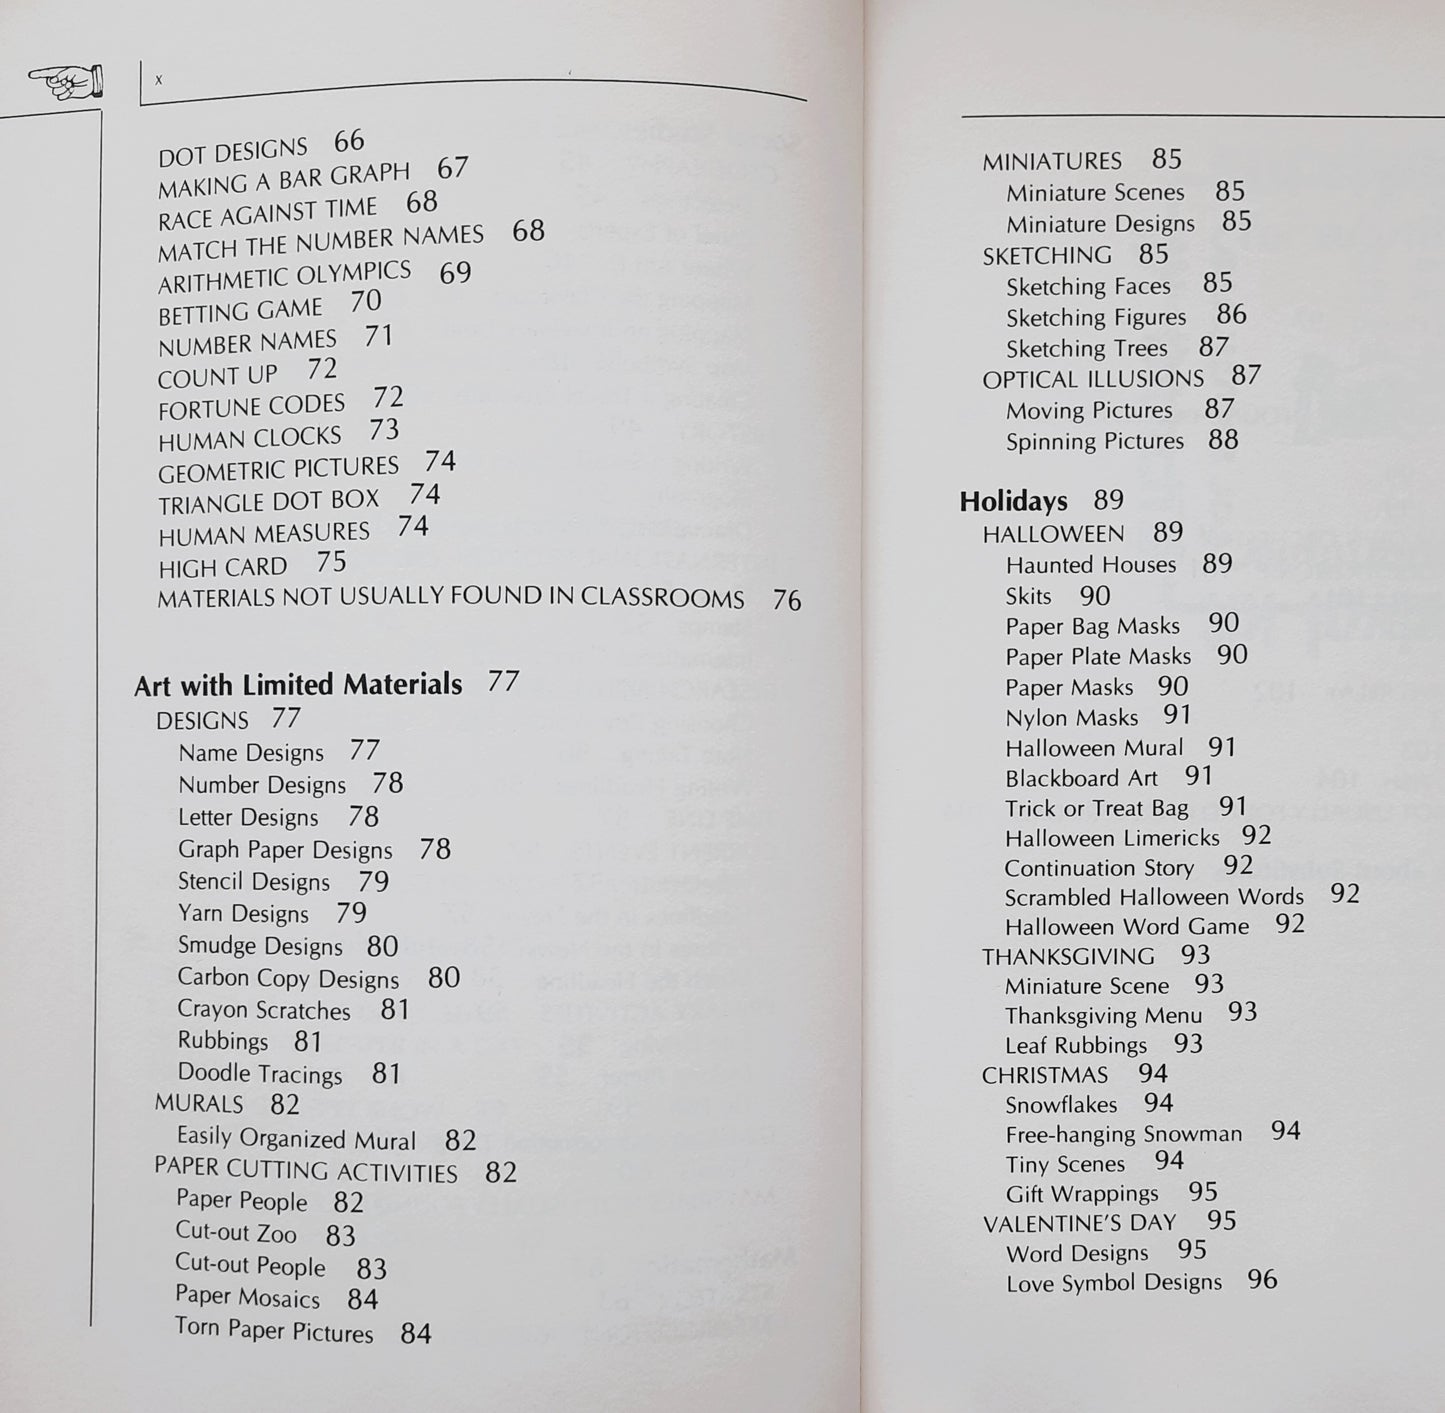 x
DOT DESIGNS 66
MAKING A BAR GRAPH 67
RACE AGAINST TIME 68
MATCH THE NUMBER NAMES 68
ARITHMETIC OLYMPICS 69
BETTING GAME 70
NUMBER NAMES 71
COUNT UP 72
FORTUNE CODES 72
HUMAN CLOCKS 73
GEOMETRIC PICTURES 74
TRIANGLE DOT BOX 74
HUMAN MEASURES 74
HIGH CARD 75
MATERIALS NOT USUALLY FOUND IN CLASSROOMS 76
Art with Limited Materials 77
DESIGNS 77
Name Designs 77
Number Designs 78
Letter Designs 78
Graph Paper Designs 78
Stencil Designs 79
Yarn Designs 79
Smudge Designs 80
Carbon Copy Designs 80
Crayon Scratches 81
Rubbings 81
Doodle Tracings 81
MURALS 82
Easily Organized Mural 82
PAPER CUTTING ACTIVITIES 82
Paper People 82
Cut-out Zoo 83
Cut-out People 83
Paper Mosaics 84
Torn Paper Pictures 84
MINIATURES 85
Miniature Scenes 85
Miniature Designs 85
SKETCHING 85
Sketching Faces 85
Sketching Figures 86
Sketching Trees 87
OPTICAL ILLUSIONS 87
Moving Pictures 87
Spinning Pictures 88
Holidays 89
HALLOWEEN 89
Haunted Houses 89
Skits 90
Paper Bag Masks 90
Paper Plate Masks 90
Paper Masks 90
Nylon Masks 91
Halloween Mural 91
Blackboard Art 91
Trick or Treat Bag 91
Halloween Limericks 92
Continuation Story 92
Scrambled Halloween Words 92
Halloween Word Game 92
THANKSGIVING 93
Miniature Scene 93
Thanksgiving Menu 93
Leaf Rubbings 93
CHRISTMAS 94
Snowflakes 94
Free-hanging Snowman 94
Tiny Scenes 94
Gift Wrappings 95
VALENTINE'S DAY 95
Word Designs 95
Love Symbol Designs 96